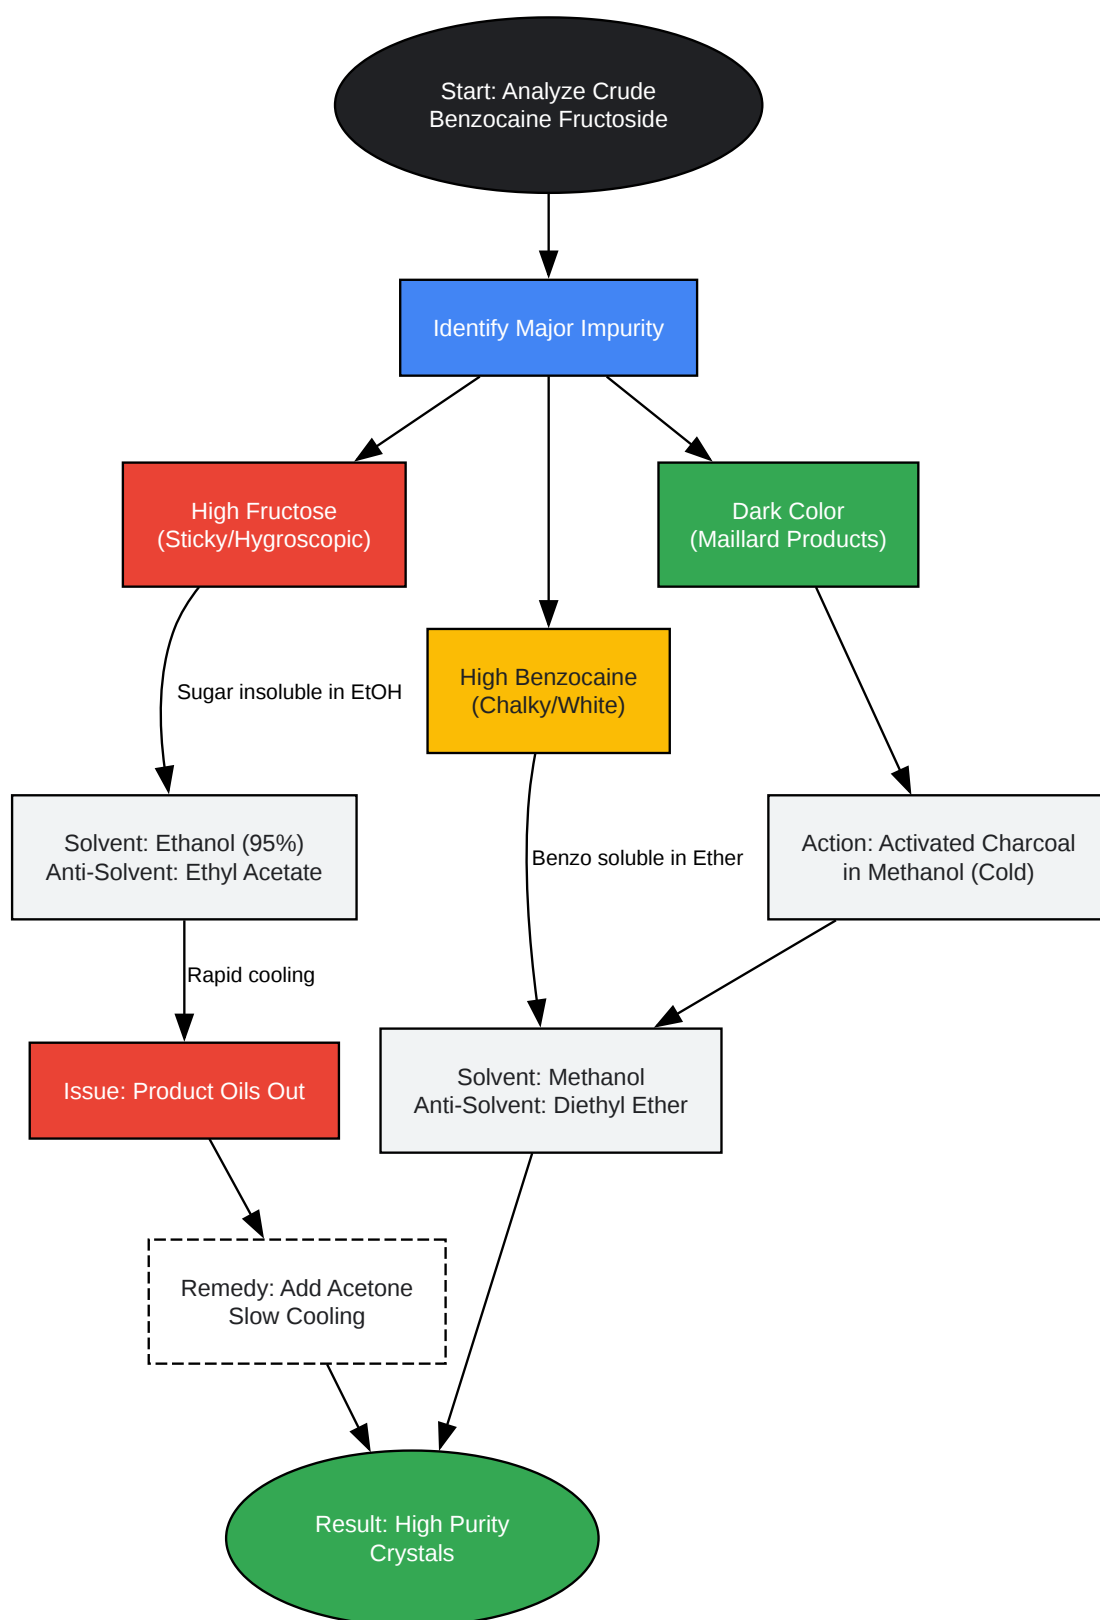 Start: Analyze Crude
Benzocaine Fructoside
Identify Major Impurity
High Fructose
(Sticky/Hygroscopic)
Dark Color
(Maillard Products)
High Benzocaine
(Chalky/White)
Sugar insoluble in EtOH
Solvent: Ethanol (95%)
Anti-Solvent: Ethyl Acetate
Benzo soluble in Ether
Action: Activated Charcoal
in Methanol (Cold)
Rapid cooling
Issue: Product Oils Out
Solvent: Methanol
Anti-Solvent: Diethyl Ether
Remedy: Add Acetone
Slow Cooling
Result: High Purity
Crystals